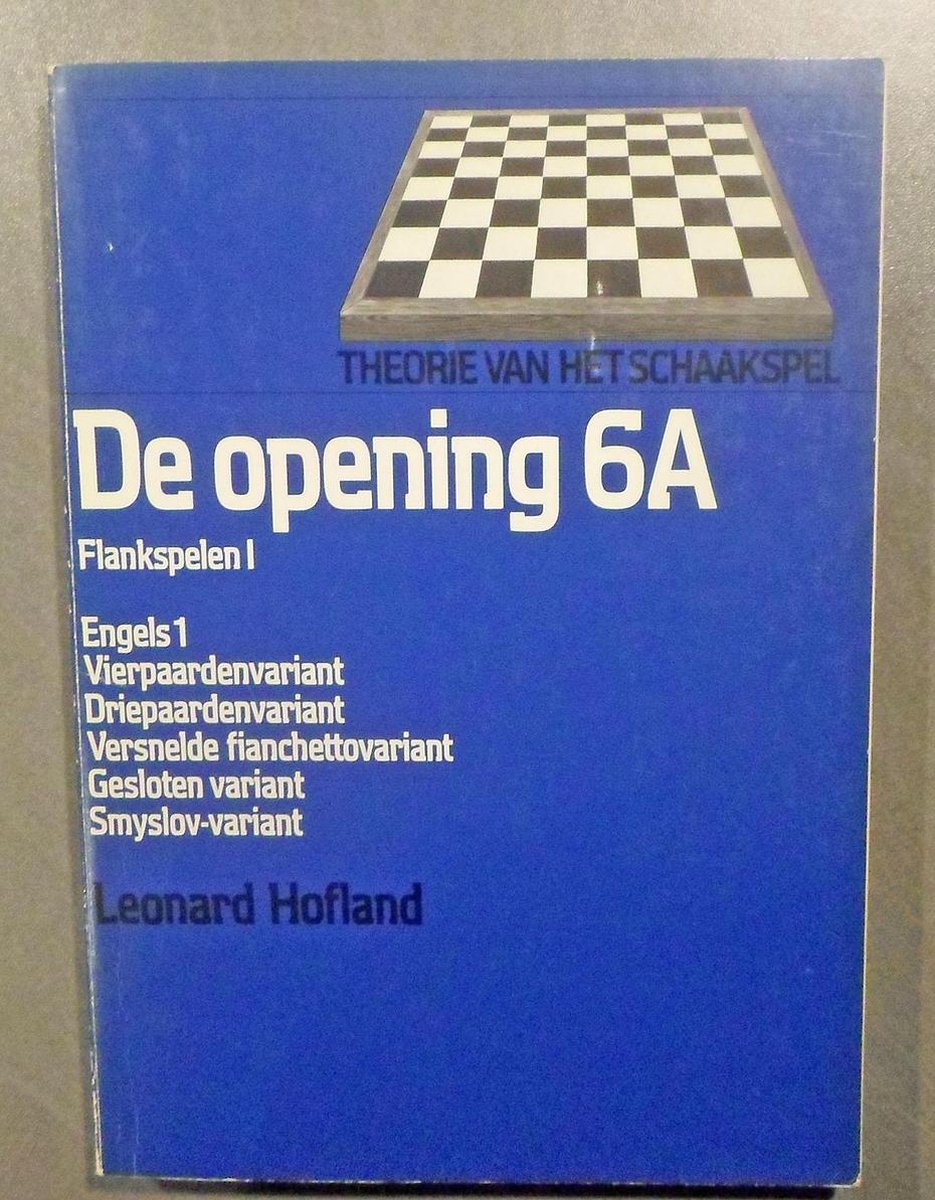 THEORIE VAN HET SCHAAKSPEL
De opening 6A
Flankspelen I
Engels 1
Vierpaardenvariant
Driepaardenvariant
Versnelde fianchettovariant
Gesloten variant
Smyslov-variant
Leonard Hofland